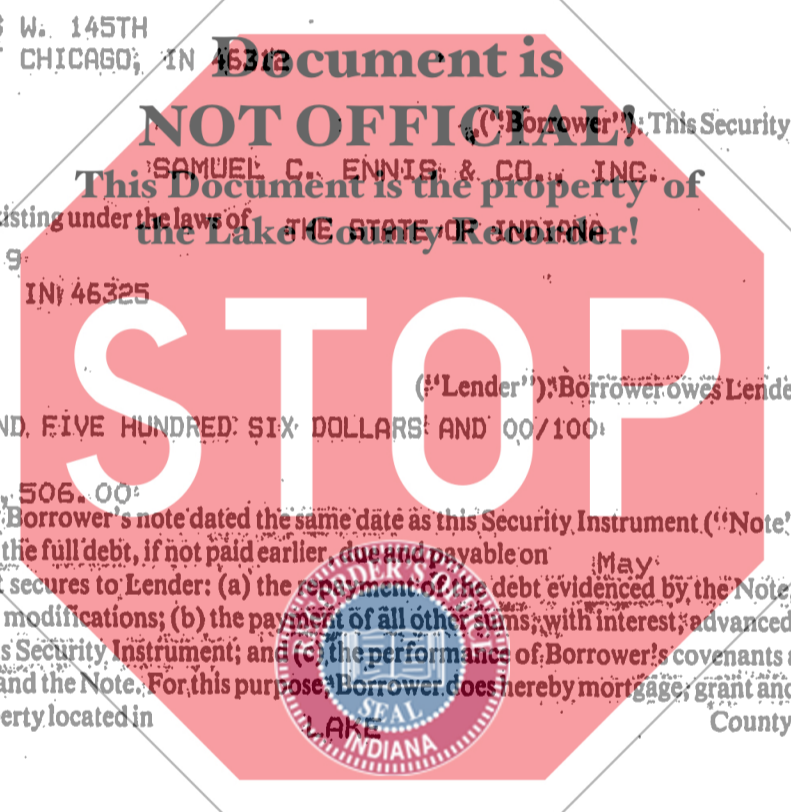 W. 145TH
CHICAGO, IN 46312
Document is
NOT OFFICIAL!
("Borrower"). This Security
SAMUEL C. ENNIS & CO., INC.
This Document is the property of
isting under the laws of THE STATE OF INDIANA
the Lake County Recorder!
9
IN 46325
STOP
("Lender"). Borrower owes Lende
ND FIVE HUNDRED SIX DOLLARS AND 00/100
506.00
Borrower's note dated the same date as this Security Instrument ("Note"
the full debt, if not paid earlier, due and payable on May
secures to Lender: (a) the repayment of the debt evidenced by the Note
modifications; (b) the payment of all other sums, with interest, advanced
s Security Instrument; and (c) the performance of Borrower's covenants
and the Note. For this purpose, Borrower does hereby mortgage, grant and
erty located in LAKE County
SEAL
INDIANA